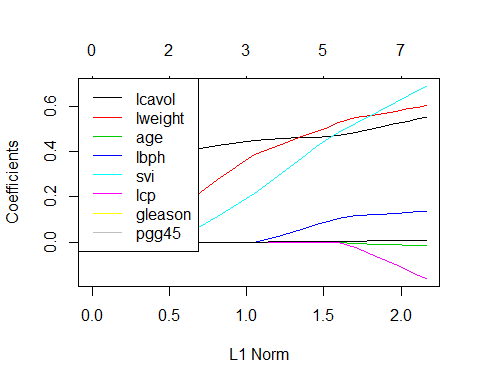 0 2 3 5 7
Coefficients
0.6
0.4
0.2
0.0
lcavol
lweight
age
lbph
svi
lcp
gleason
pgg45
0.0 0.5 1.0 1.5 2.0
L1 Norm